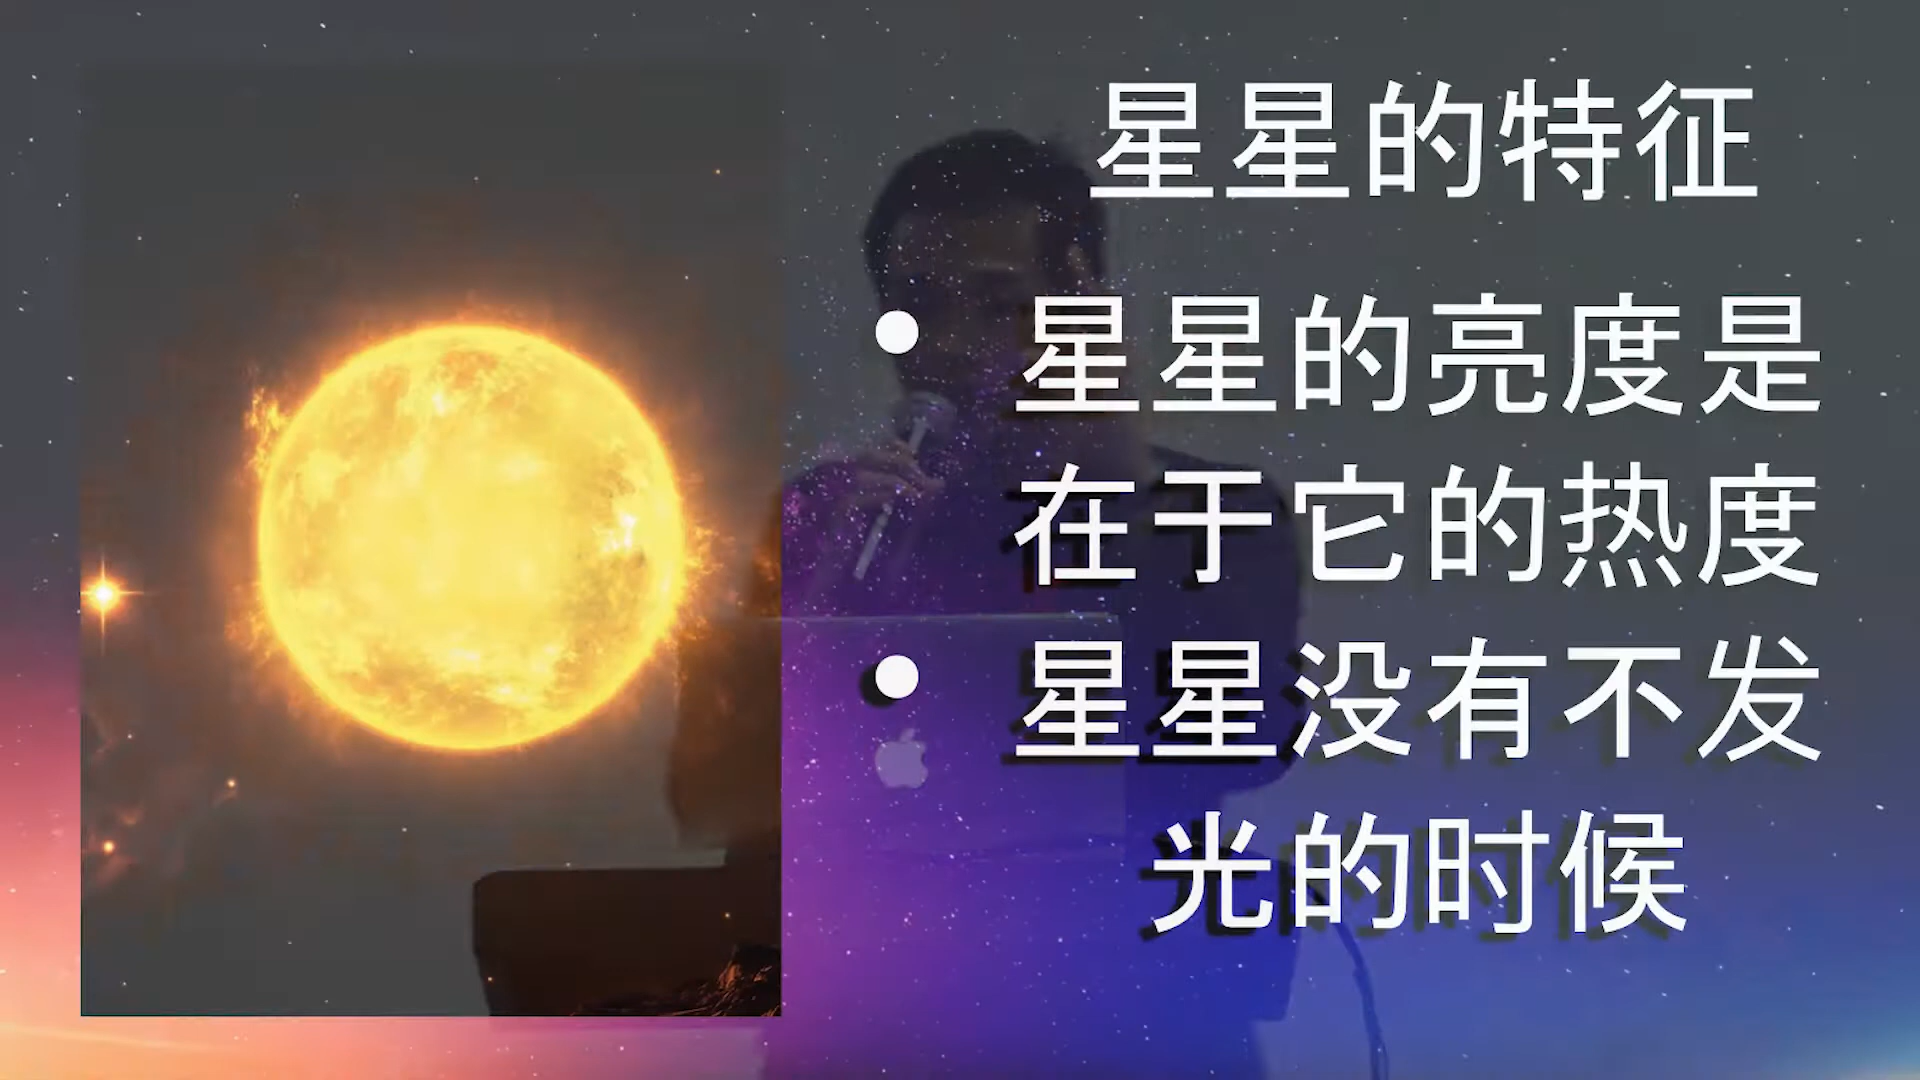 星星的特征
• 星星的亮度是
在于它的热度
• 星星没有不发
光的时候